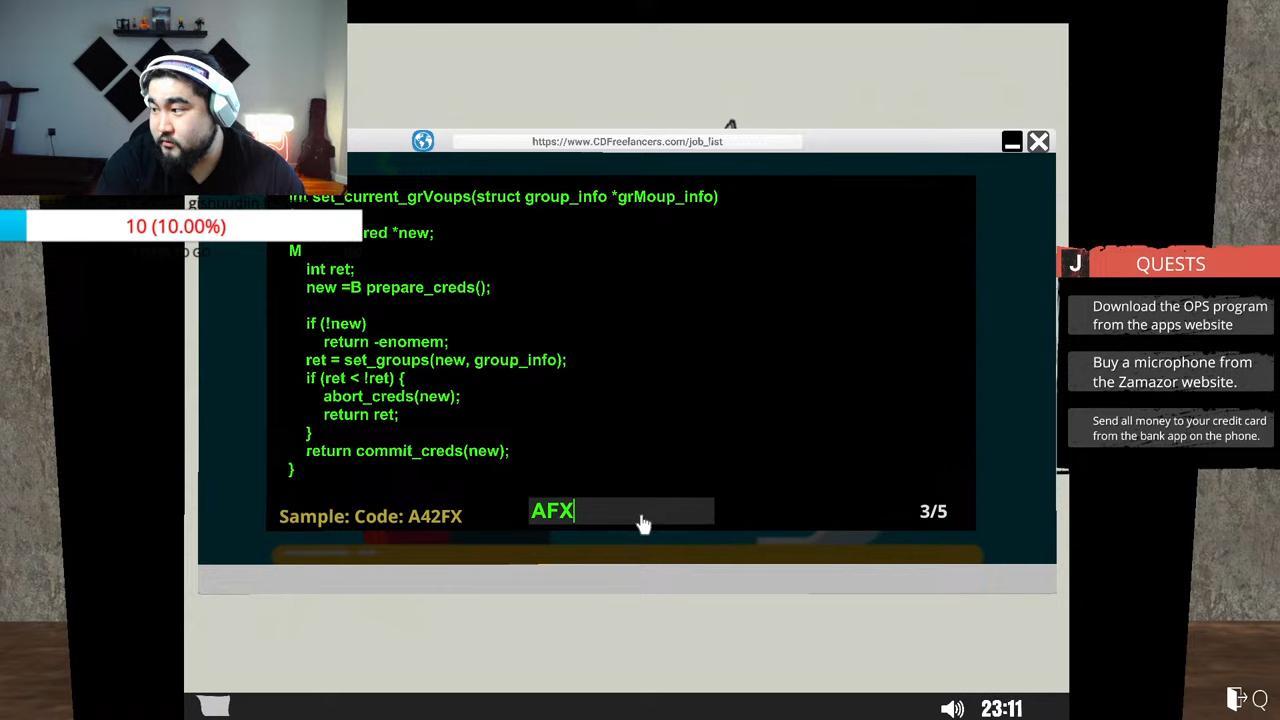 https://www.CDFreelancers.com/job_list
set_current_grVoups(struct group_info *grMoup_info)
10 (10.00%)
*new;
M
int ret;
new =B prepare_creds();
if (!new)
return -enomem;
ret = set_groups(new, group_info);
if (ret < !ret) {
abort_creds(new);
return ret;
}
return commit_creds(new);
}
Sample: Code: A42FX
AFX
3/5
J
QUESTS
Download the OPS program
from the apps website
Buy a microphone from
the Zamazor website.
Send all money to your credit card
from the bank app on the phone.
23:11
Q